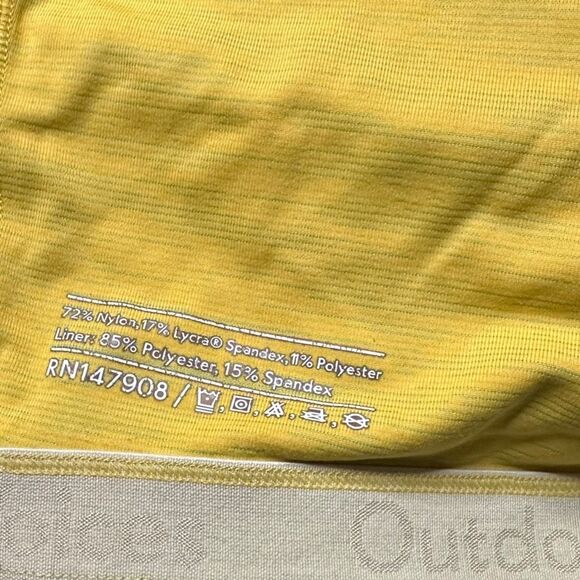 72% Nylon, 17% Lycra® Spandex, 11% Polyester
Liner: 85% Polyester, 15% Spandex
RN147908 /
Outdo